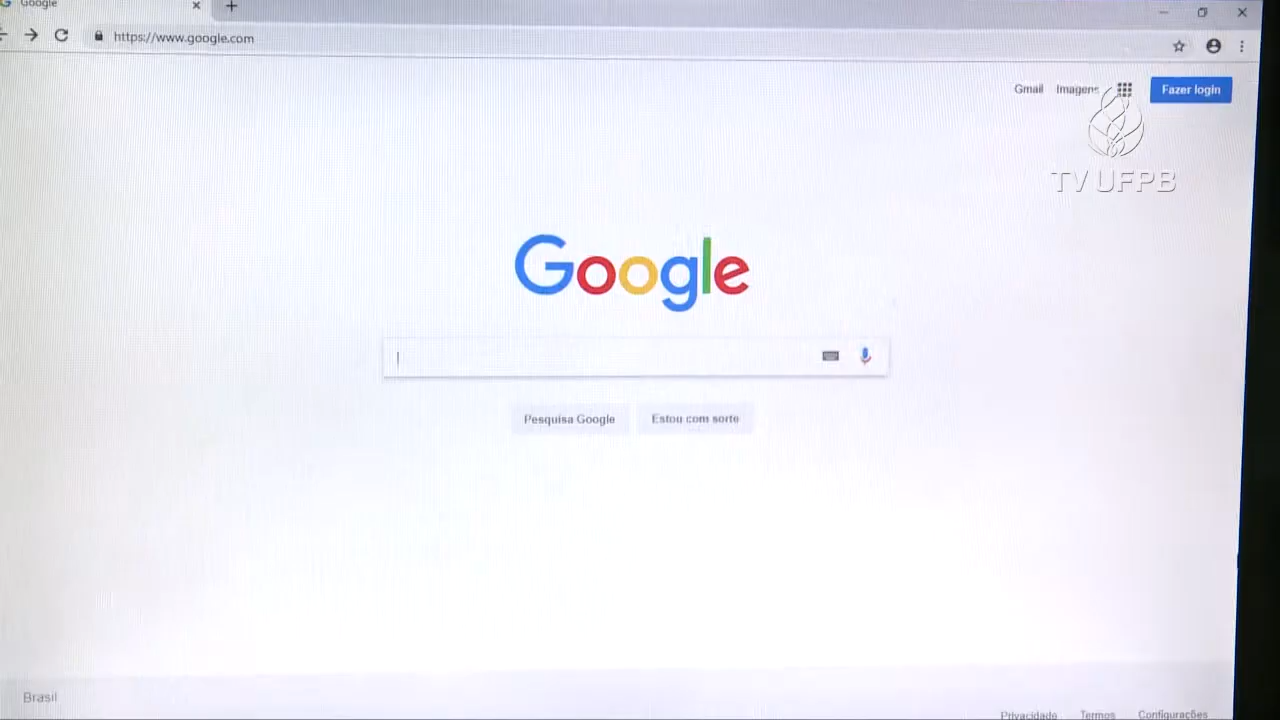 Google
https://www.google.com
Gmail Imagens Fazer login
TV UFPB
Google
Pesquisa Google Estou com sorte
Brasil
Privacidade Termos Configurações